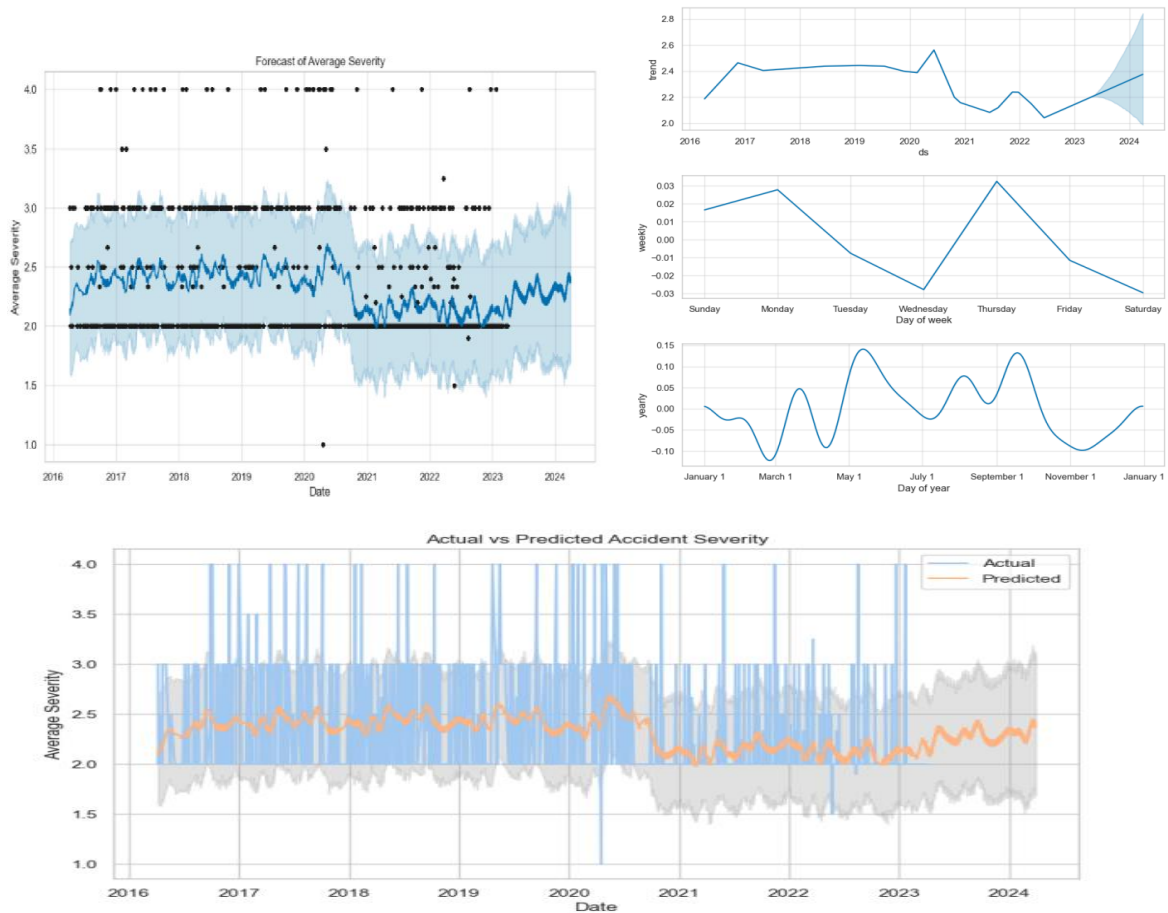 Forecast of Average Severity
4.0
3.5
3.0
2.5
2.0
1.5
1.0
Average Severity
2016 2017 2018 2019 2020 2021 2022 2023 2024
Date
2.8
2.6
2.4
2.2
2.0
trend
2016 2017 2018 2019 2020 2021 2022 2023 2024
ds
0.03
0.02
0.01
0.00
−0.01
−0.02
−0.03
weekly
Sunday Monday Tuesday Wednesday Thursday Friday Saturday
Day of week
0.15
0.10
0.05
0.00
−0.05
−0.10
yearly
January 1 March 1 May 1 July 1 September 1 November 1 January 1
Day of year
Actual vs Predicted Accident Severity
Actual
Predicted
4.0
3.5
3.0
2.5
2.0
1.5
1.0
Average Severity
2016 2017 2018 2019 2020 2021 2022 2023 2024
Date